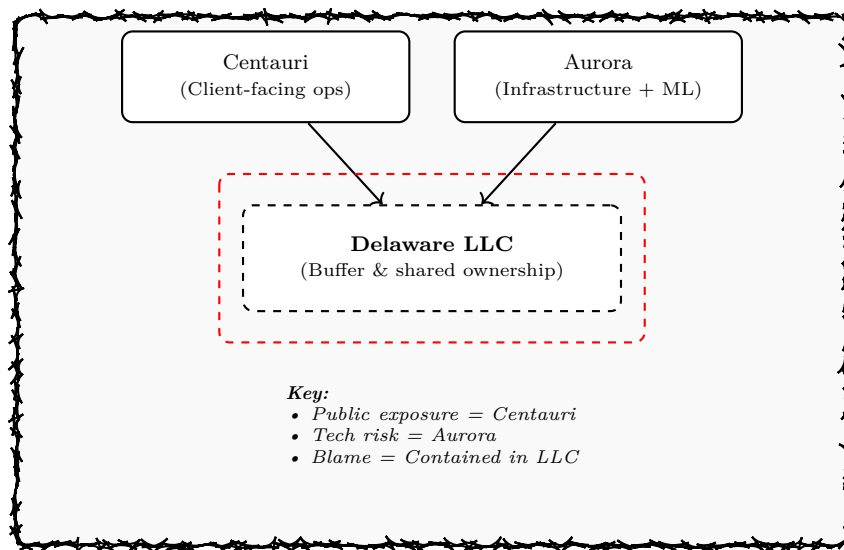 Centauri
(Client-facing ops)
Aurora
(Infrastructure + ML)
Delaware LLC
(Buffer & shared ownership)
Key:
• Public exposure = Centauri
• Tech risk = Aurora
• Blame = Contained in LLC